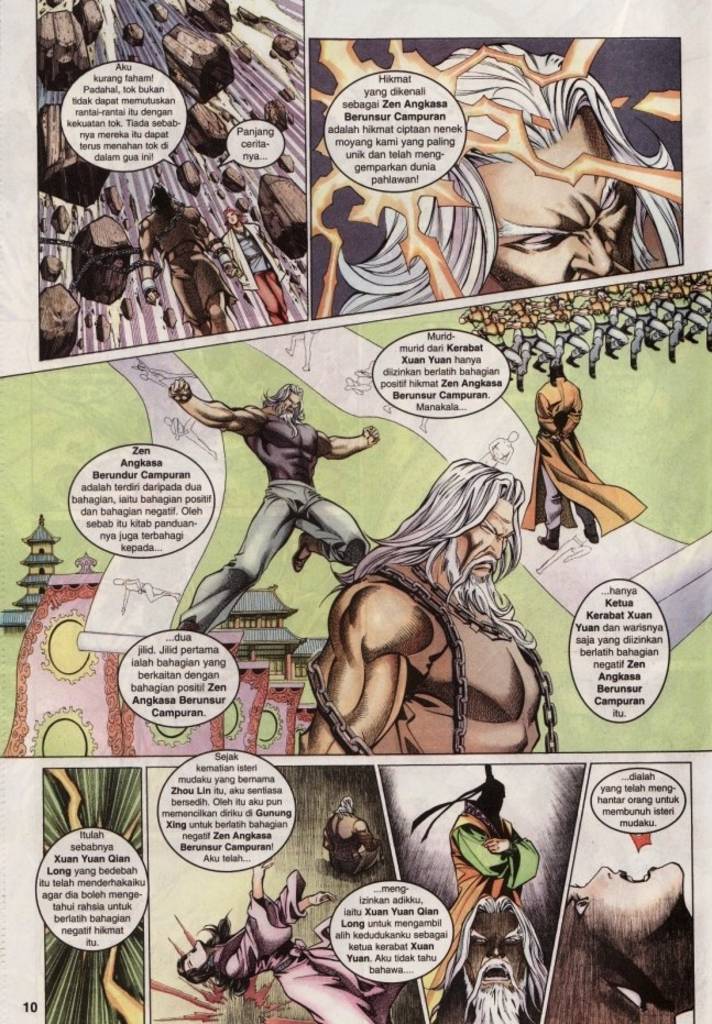 Aku
kurang faham!
Padahal, tok bukan
tidak dapat memutuskan
rantai-rantai itu dengan
kekuatan tok. Tiada sebab-
nya mereka itu dapat
terus menahan tok di
dalam gua ini!
Panjang
cerita-
nya...
Hikmat
yang dikenali
sebagai Zen Angkasa
Berunsur Campuran
adalah hikmat ciptaan nenek
moyang kami yang paling
unik dan telah meng-
gemparkan dunia
pahlawan!
Murid-
murid dari Kerabat
Xuan Yuan hanya
diizinkan berlatih bahagian
positif hikmat Zen Angkasa
Berunsur Campuran.
Manakala...
Zen
Angkasa
Berundur Campuran
adalah terdiri daripada dua
bahagian, iaitu bahagian positif
dan bahagian negatif. Oleh
sebab itu kitab panduan-
nya juga terbahagi
kepada...
...dua
jilid. Jilid pertama
ialah bahagian yang
berkaitan dengan
bahagian positif Zen
Angkasa Berunsur
Campuran.
...hanya
Ketua
Kerabat Xuan
Yuan dan warisnya
saja yang diizinkan
berlatih bahagian
negatif Zen
Angkasa
Berunsur
Campuran
itu.
Itulah
sebabnya
Xuan Yuan Qian
Long yang bedebah
itu telah menderhakaiku
agar dia boleh menge-
tahui rahsia untuk
berlatih bahagian
negatif hikmat
itu.
Sejak
kematian isteri
mudaku yang bernama
Zhou Lin itu, aku sentiasa
bersedih. Oleh itu aku pun
memencilkan diriku di Gunung
Xing untuk berlatih bahagian
negatif Zen Angkasa
Berunsur Campuran!
Aku telah...
...meng-
izinkan adikku,
iaitu Xuan Yuan Qian
Long untuk mengambil
alih kedudukanku sebagai
ketua kerabat Xuan
Yuan. Aku tidak tahu
bahawa....
...dialah
yang telah meng-
hantar orang untuk
membunuh isteri
mudaku.
10